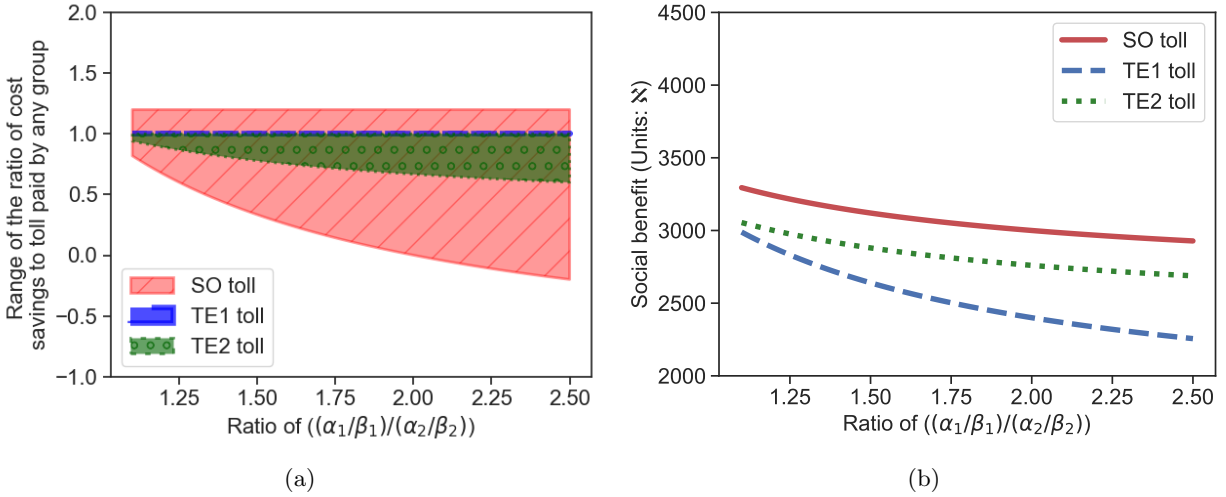 Range of the ratio of cost
savings to toll paid by any group
2.0
1.5
1.0
0.5
0.0
−0.5
−1.0
SO toll
TE1 toll
TE2 toll
1.25
1.50
1.75
2.00
2.25
2.50
Ratio of ((α₁/β₁)/(α₂/β₂))
(a)
Social benefit (Units: ℵ)
4500
4000
3500
3000
2500
2000
SO toll
TE1 toll
TE2 toll
1.25
1.50
1.75
2.00
2.25
2.50
Ratio of ((α₁/β₁)/(α₂/β₂))
(b)